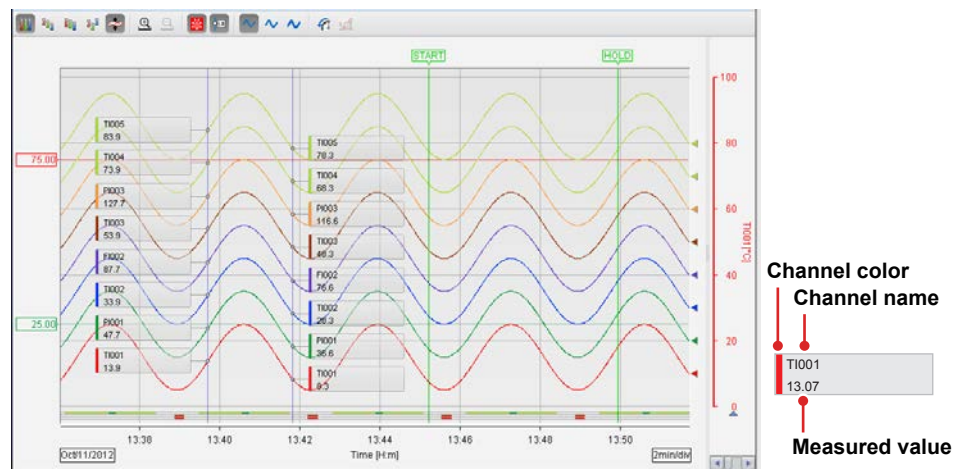 START
HOLD
100
80
60
40
20
0
TI001[°C]
75.00
25.00
TI005
83.9
TI004
73.9
PI003
127.7
TI003
53.9
PI002
87.7
TI002
33.9
PI001
47.7
TI001
13.9
TI005
78.3
TI004
68.3
PI003
116.6
TI003
48.3
PI002
76.6
TI002
28.3
PI001
36.6
TI001
8.3
13:38
13:40
13:42
13:44
13:46
13:48
13:50
Oct/11/2012
Time [H:m]
2min/div
Channel color
Channel name
TI001
13.07
Measured value